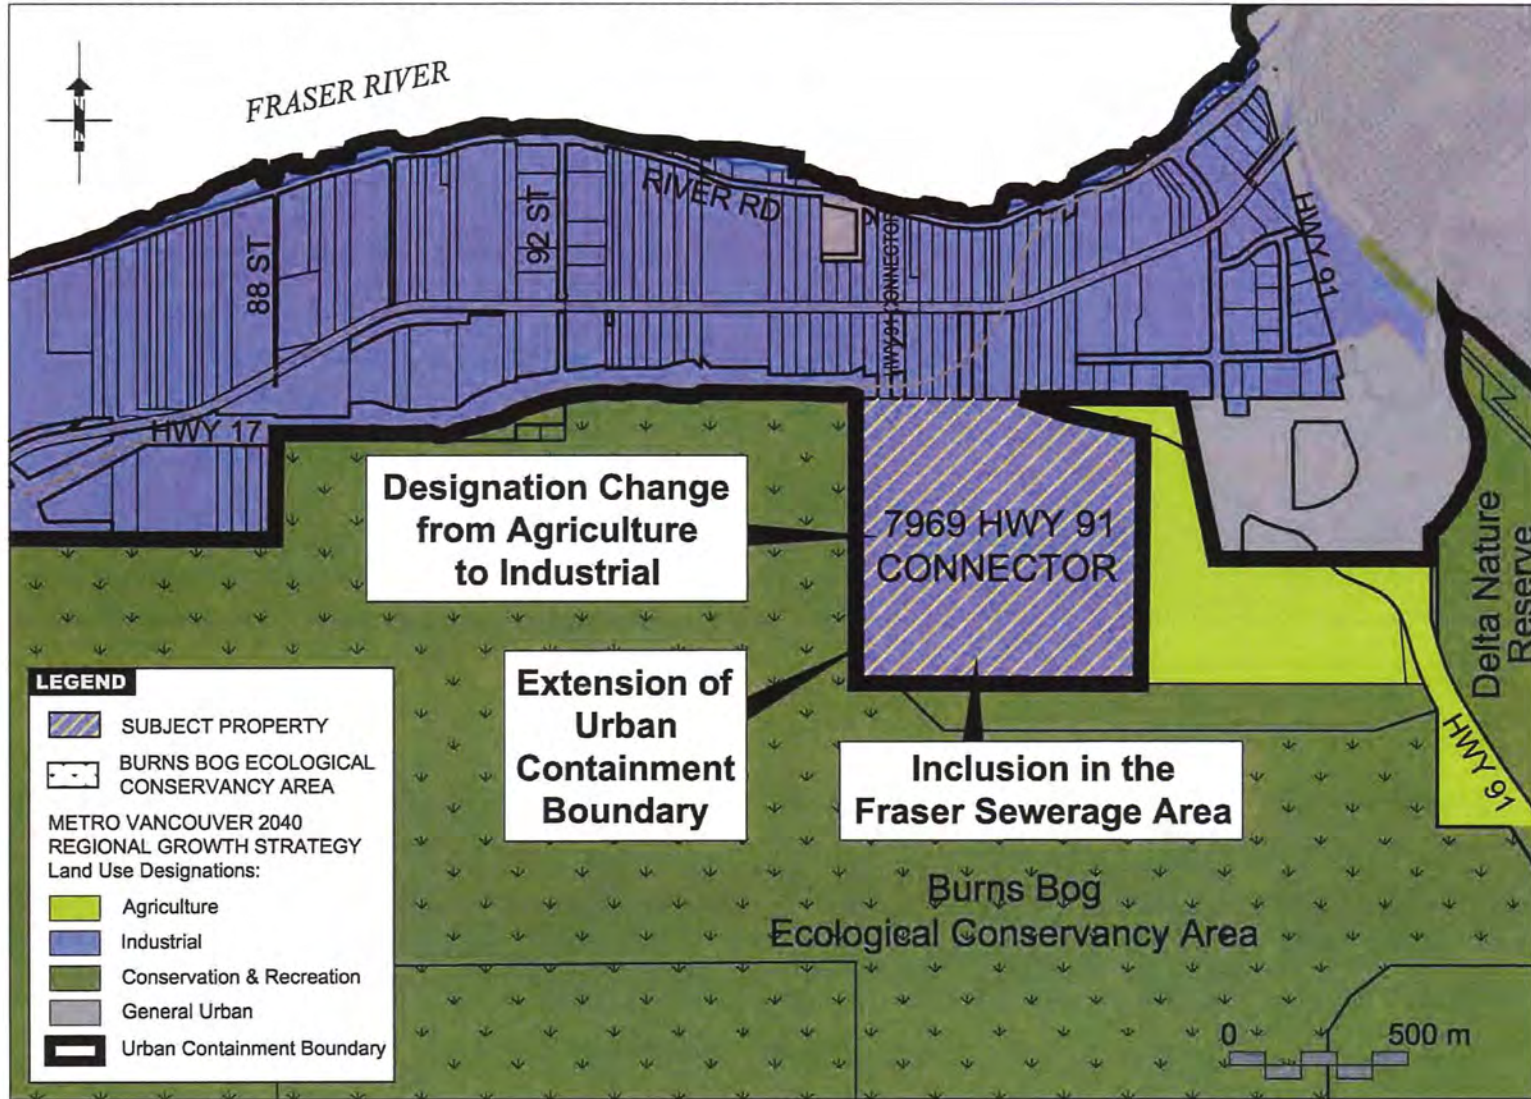 FRASER RIVER
RIVER RD
88 ST
92 ST
HWY 91 CONNECTOR
HWY 91
HWY 17
Designation Change
from Agriculture
to Industrial
7969 HWY 91
CONNECTOR
Delta Nature
Reserve
Extension of
Urban
Containment
Boundary
Inclusion in the
Fraser Sewerage Area
HWY 91
Burns Bog
Ecological Conservancy Area
0 500 m
LEGEND
SUBJECT PROPERTY
BURNS BOG ECOLOGICAL
CONSERVANCY AREA
METRO VANCOUVER 2040
REGIONAL GROWTH STRATEGY
Land Use Designations:
Agriculture
Industrial
Conservation & Recreation
General Urban
Urban Containment Boundary